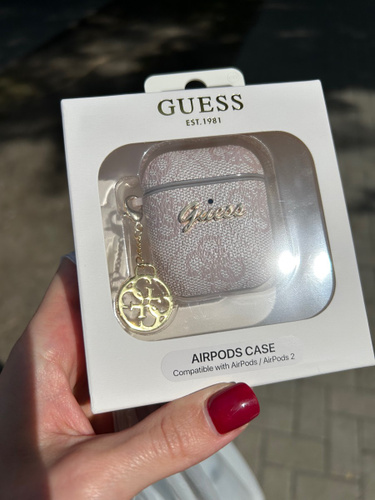 GUESS
EST.1981
Guess
AIRPODS CASE
Compatible with AirPods / AirPods 2